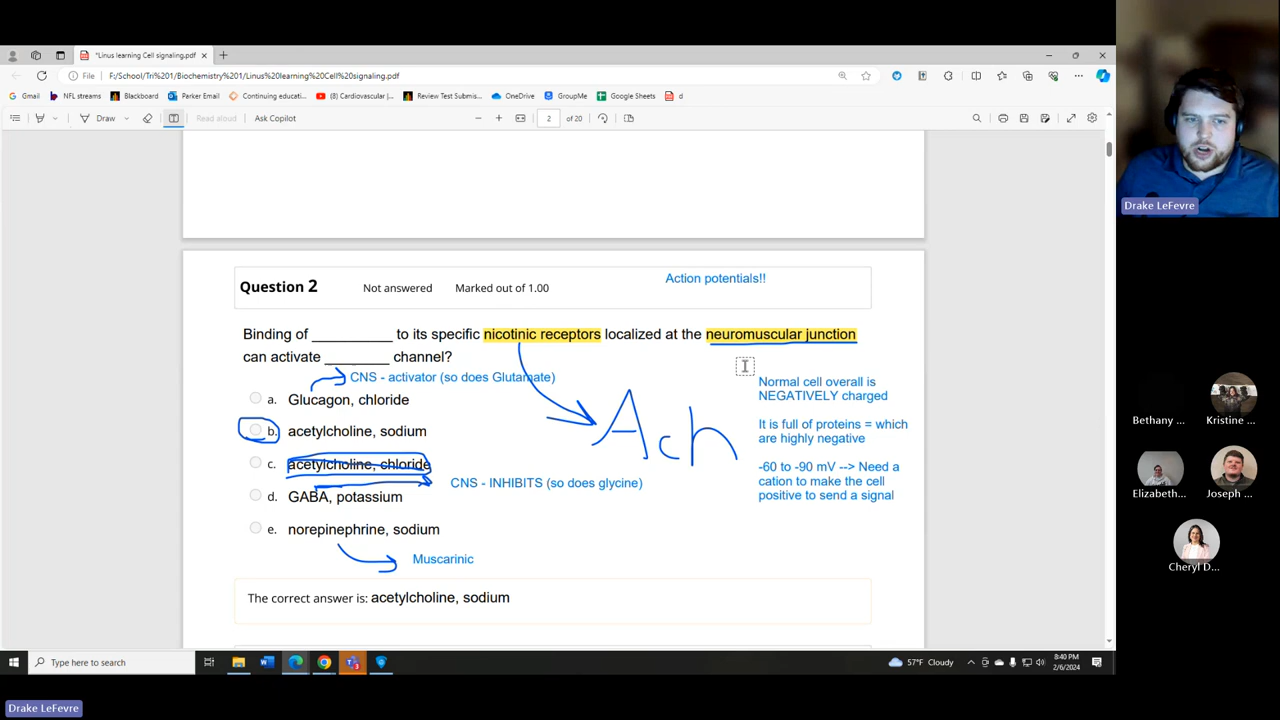 *Linus learning Cell signaling.pdf
File F:/School/Tri%201/Biochemistry%201/Linus%20learning%20Cell%20signaling.pdf
Gmail NFL streams Blackboard Parker Email Continuing educati... (8) Cardiovascular |... Review Test Submis... OneDrive GroupMe Google Sheets d
Draw Read aloud Ask Copilot 2 of 20
Drake LeFevre
Question 2 Not answered Marked out of 1.00 Action potentials!!
Binding of __________ to its specific nicotinic receptors localized at the neuromuscular junction
can activate ________ channel?
CNS - activator (so does Glutamate)
a. Glucagon, chloride
b. acetylcholine, sodium
c. acetylcholine, chloride
CNS - INHIBITS (so does glycine)
d. GABA, potassium
e. norepinephrine, sodium
Muscarinic
ACh
Normal cell overall is
NEGATIVELY charged
It is full of proteins = which
are highly negative
-60 to -90 mV --> Need a
cation to make the cell
positive to send a signal
The correct answer is: acetylcholine, sodium
Bethany ... Kristine ...
Elizabeth... Joseph ...
Cheryl D...
Type here to search 57°F Cloudy 8:40 PM
2/6/2024
Drake LeFevre